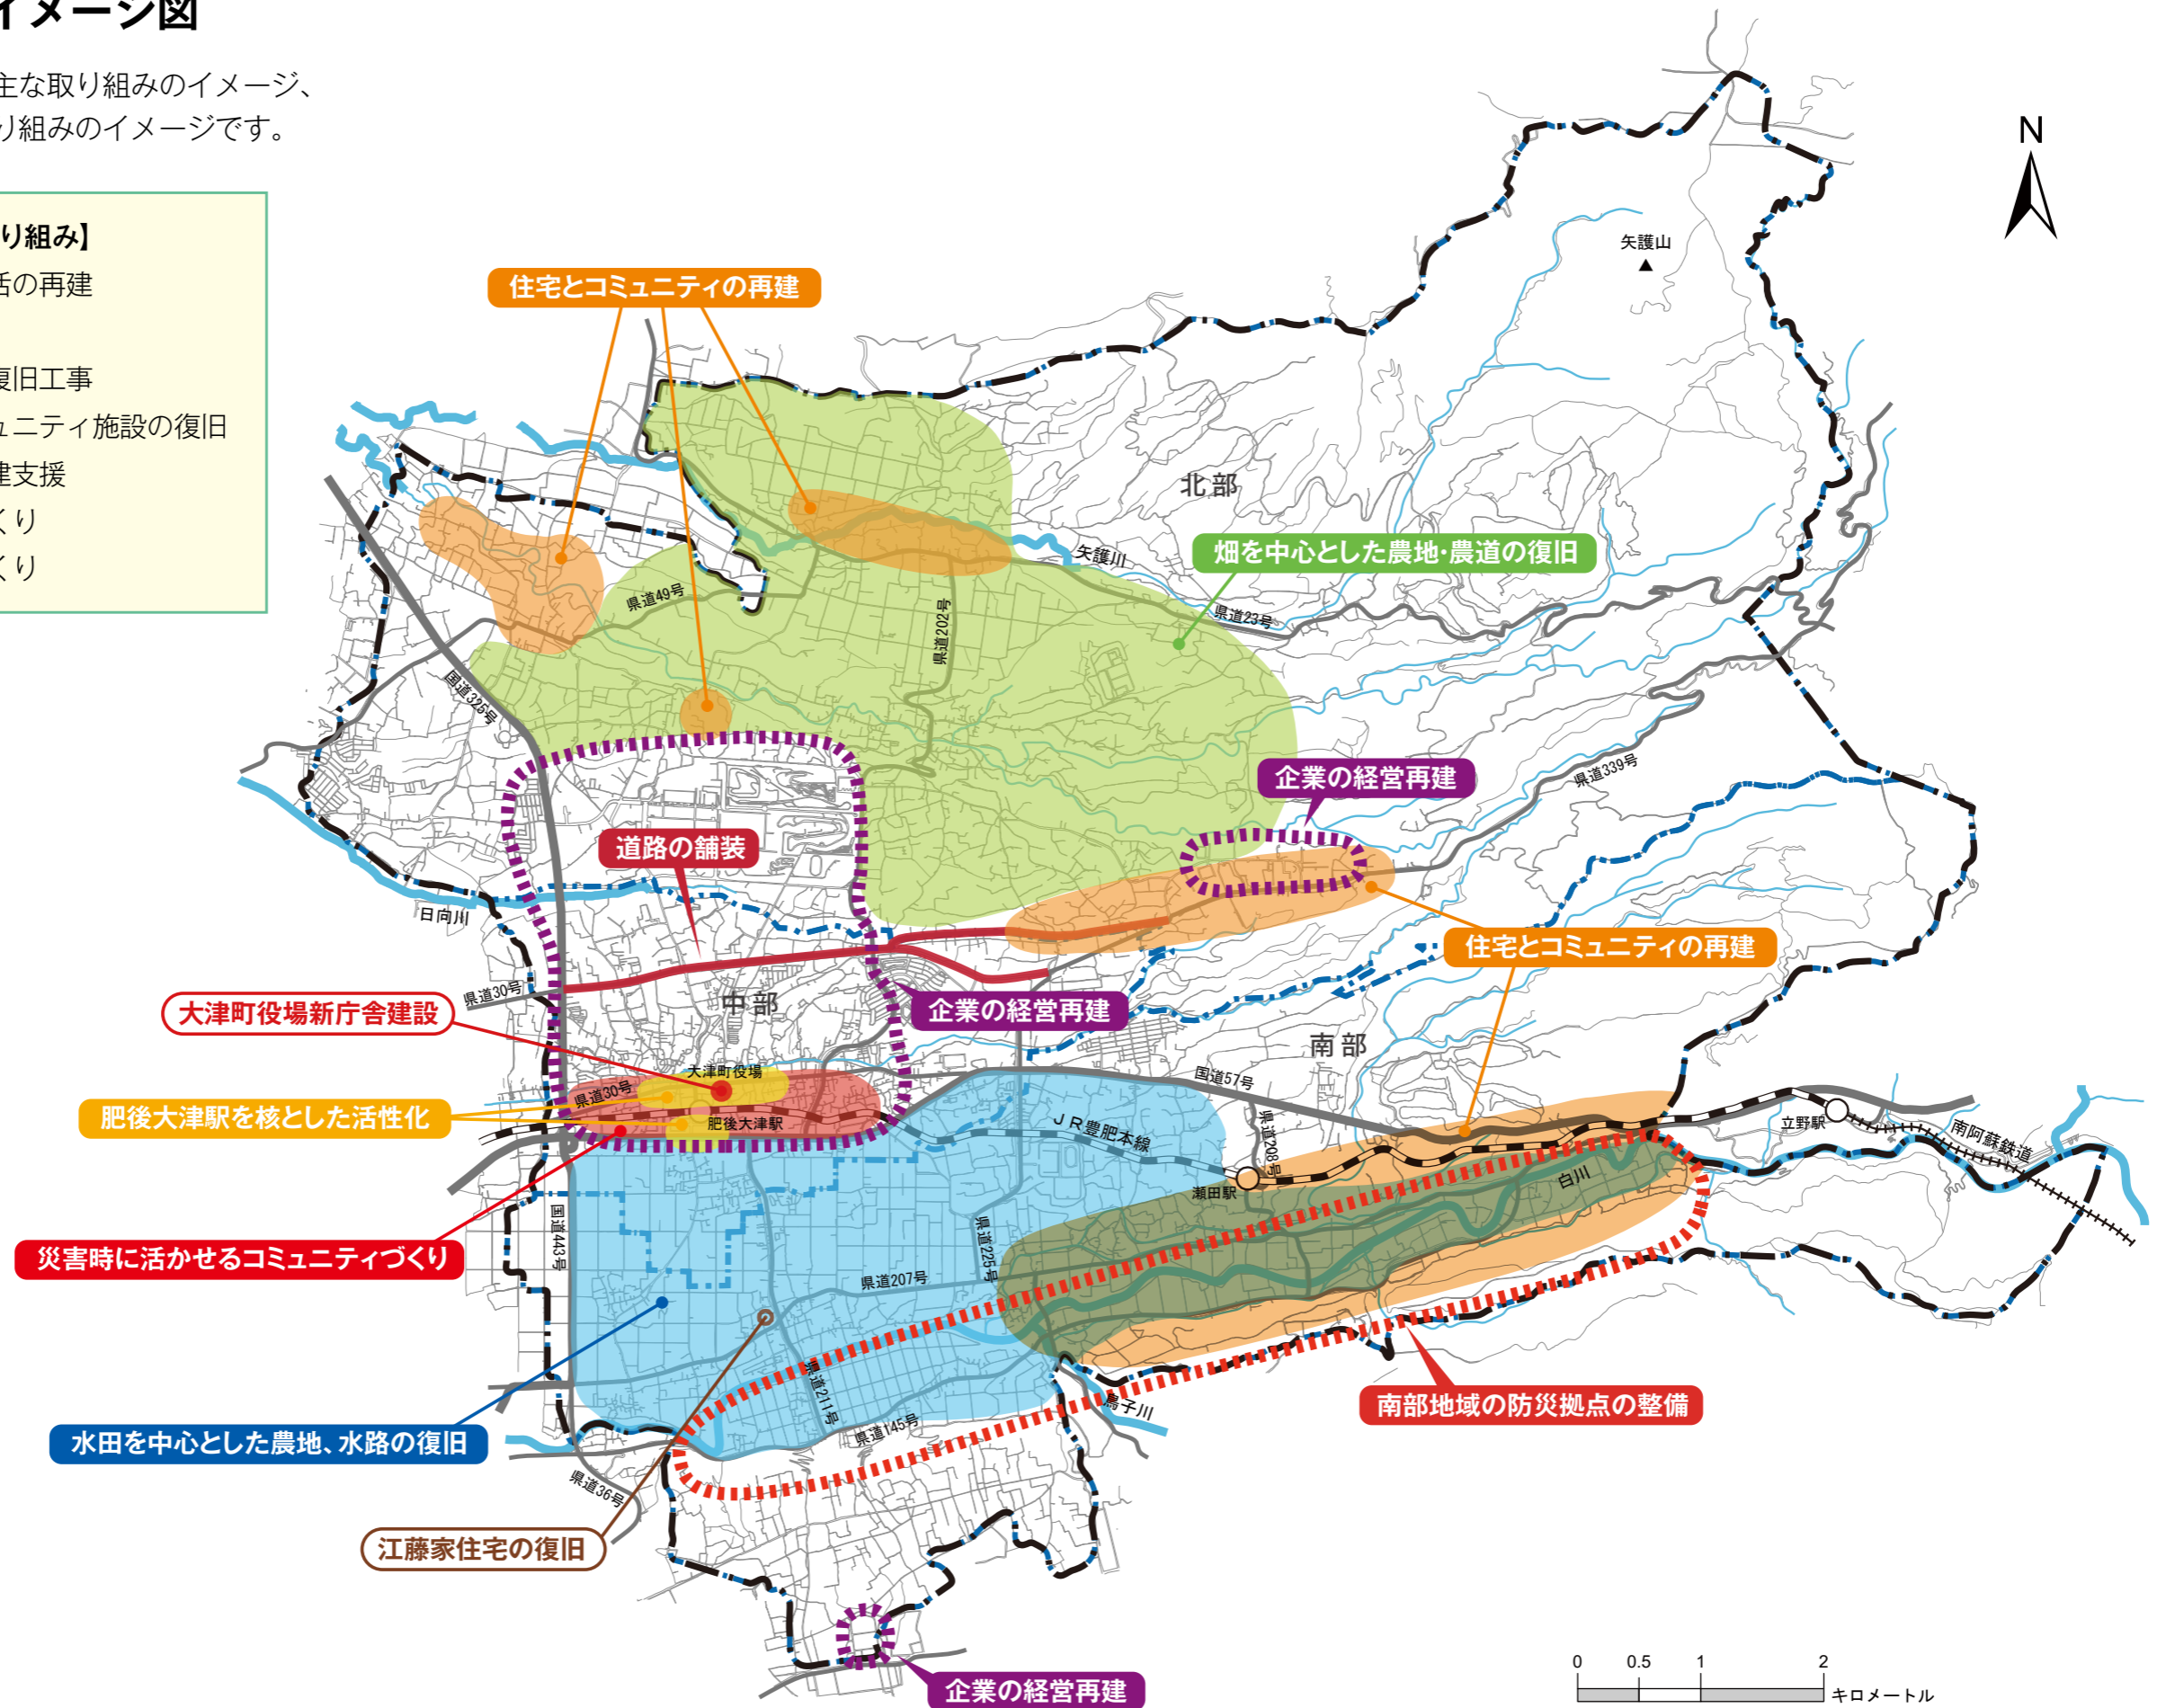 イメージ図
主な取り組みのイメージ、
り組みのイメージです。
り組み】
活の再建
復旧工事
ュニティ施設の復旧
建支援
くり
くり
N
矢護山
住宅とコミュニティの再建
北部
畑を中心とした農地・農道の復旧
矢護川
県道49号
県道202号
県道23号
国道325号
企業の経営再建
県道339号
道路の舗装
日向川
住宅とコミュニティの再建
県道30号
中部
企業の経営再建
大津町役場新庁舎建設
南部
大津町役場
国道57号
県道30号
肥後大津駅を核とした活性化
肥後大津駅
JR豊肥本線
県道208号
立野駅
南阿蘇鉄道
瀬田駅
白川
国道443号
県道225号
災害時に活かせるコミュニティづくり
県道207号
県道211号
南部地域の防災拠点の整備
鳥子川
県道145号
水田を中心とした農地、水路の復旧
県道36号
江藤家住宅の復旧
企業の経営再建
0 0.5 1 2
キロメートル